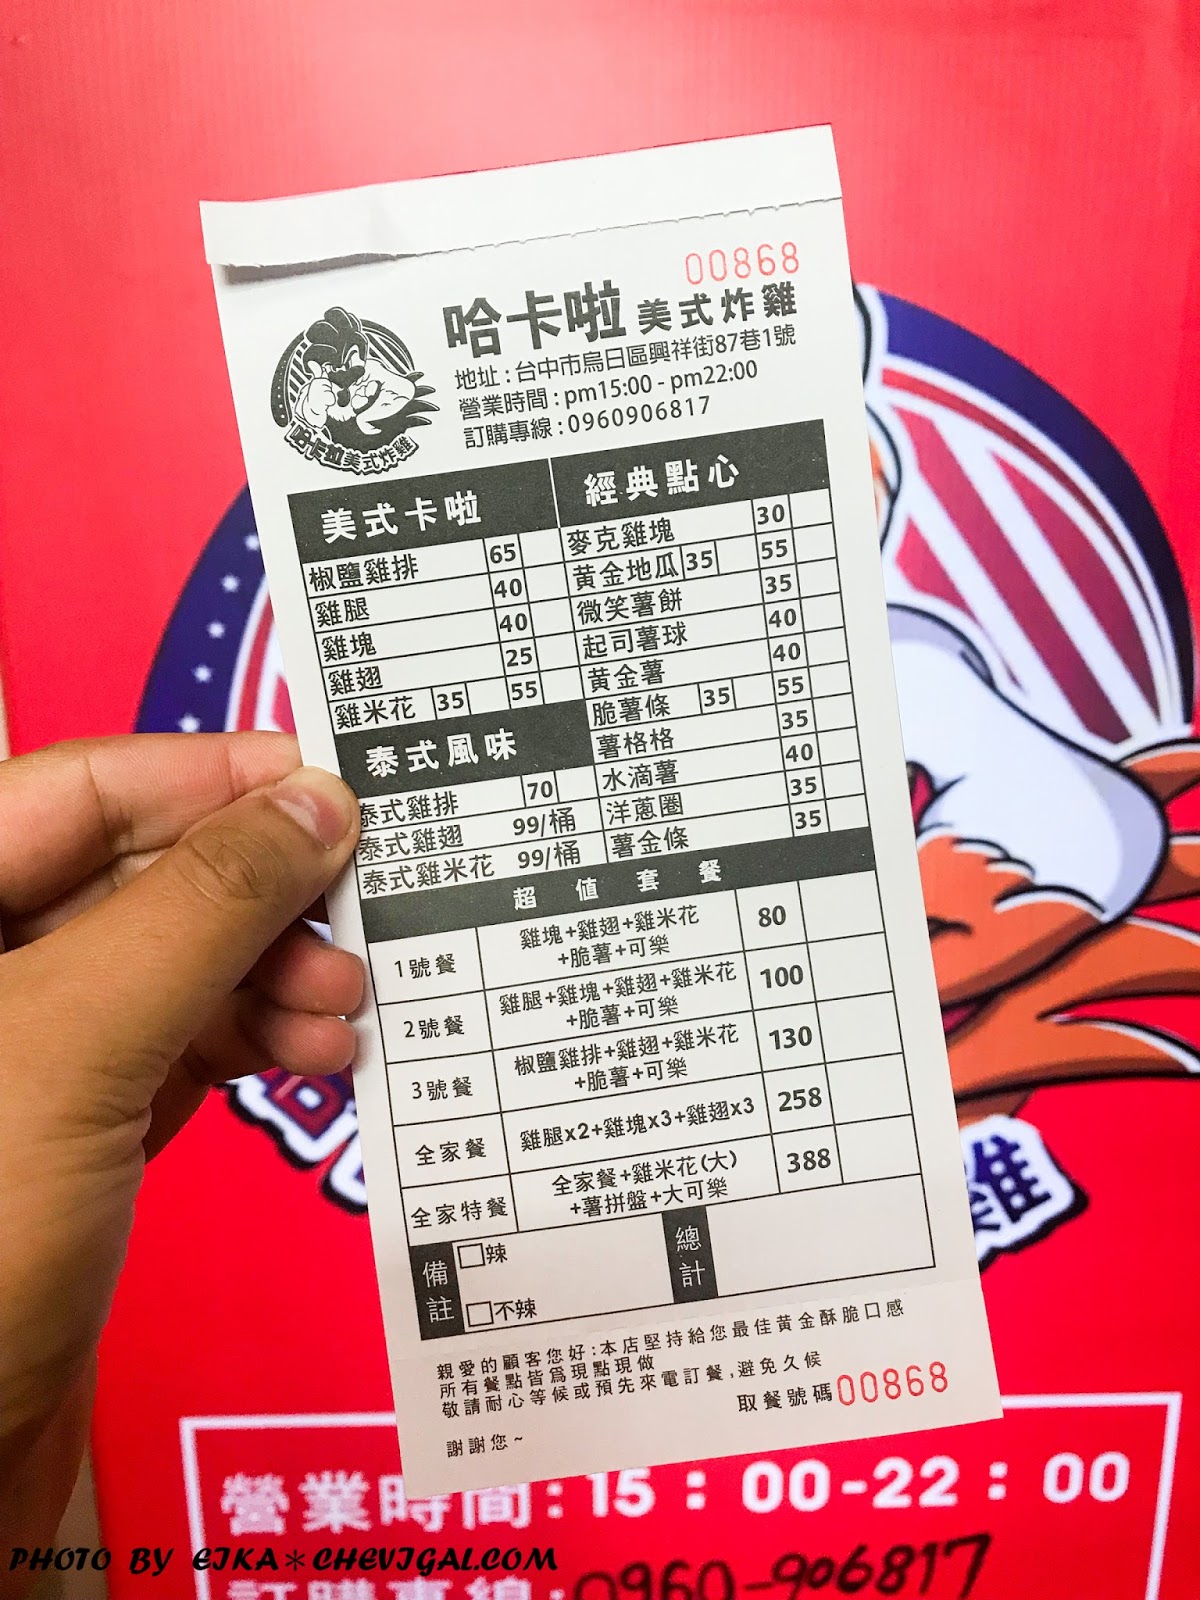 00868
哈卡啦 美式炸雞
地址:台中市烏日區興祥街87巷1號
營業時間:pm15:00 - pm22:00
訂購專線:0960906817
哈卡啦美式炸雞
美式卡啦
椒鹽雞排 65
雞腿 40
雞塊 40
雞翅 25
雞米花 35 55
泰式風味
泰式雞排 70
泰式雞翅 99/桶
泰式雞米花 99/桶
經典點心
麥克雞塊 30
黃金地瓜 35 55
微笑薯餅 35
起司薯球 40
黃金薯 40
脆薯條 35 55
薯格格 35
水滴薯 40
洋蔥圈 35
薯金條 35
超值套餐
1號餐 雞塊+雞翅+雞米花 80
+脆薯+可樂
2號餐 雞腿+雞塊+雞翅+雞米花 100
+脆薯+可樂
3號餐 椒鹽雞排+雞翅+雞米花 130
+脆薯+可樂
全家餐 雞腿x2+雞塊x3+雞翅x3 258
全家特餐 全家餐+雞米花(大) 388
+薯拼盤+大可樂
備註 辣
不辣
總計
親愛的顧客您好:本店堅持給您最佳黃金酥脆口感
所有餐點皆為現點現做
敬請耐心等候或預先來電訂餐,避免久候
取餐號碼00868
謝謝您~
雞
營業時間:15:00-22:00
訂購專線:0960-906817
PHOTO BY EIKA*CHEVIGAL.COM